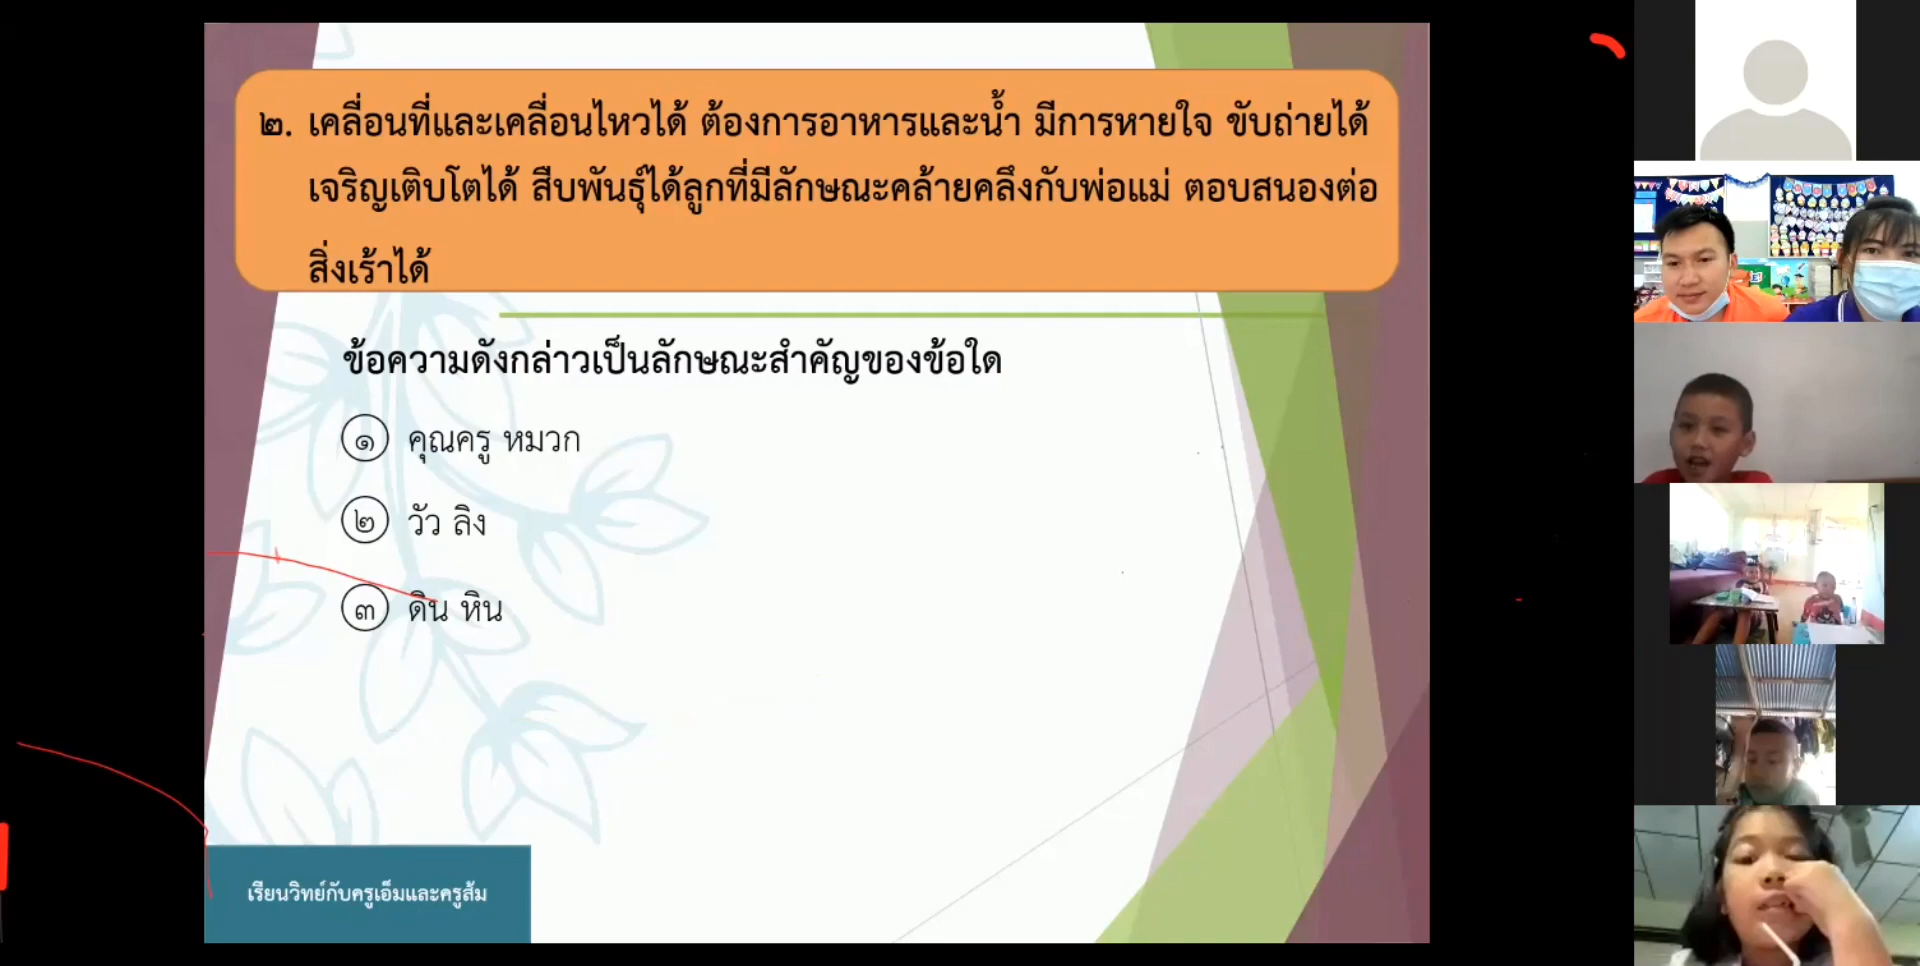 ๒. เคลื่อนที่และเคลื่อนไหวได้ ต้องการอาหารและน้ำ มีการหายใจ ขับถ่ายได้
เจริญเติบโตได้ สืบพันธุ์ได้ลูกที่มีลักษณะคล้ายคลึงกับพ่อแม่ ตอบสนองต่อ
สิ่งเร้าได้
ข้อความดังกล่าวเป็นลักษณะสำคัญของข้อใด
๑ คุณครู หมวก
๒ วัว ลิง
๓ ดิน หิน
เรียนวิทย์กับครูเอ็มและครูส้ม